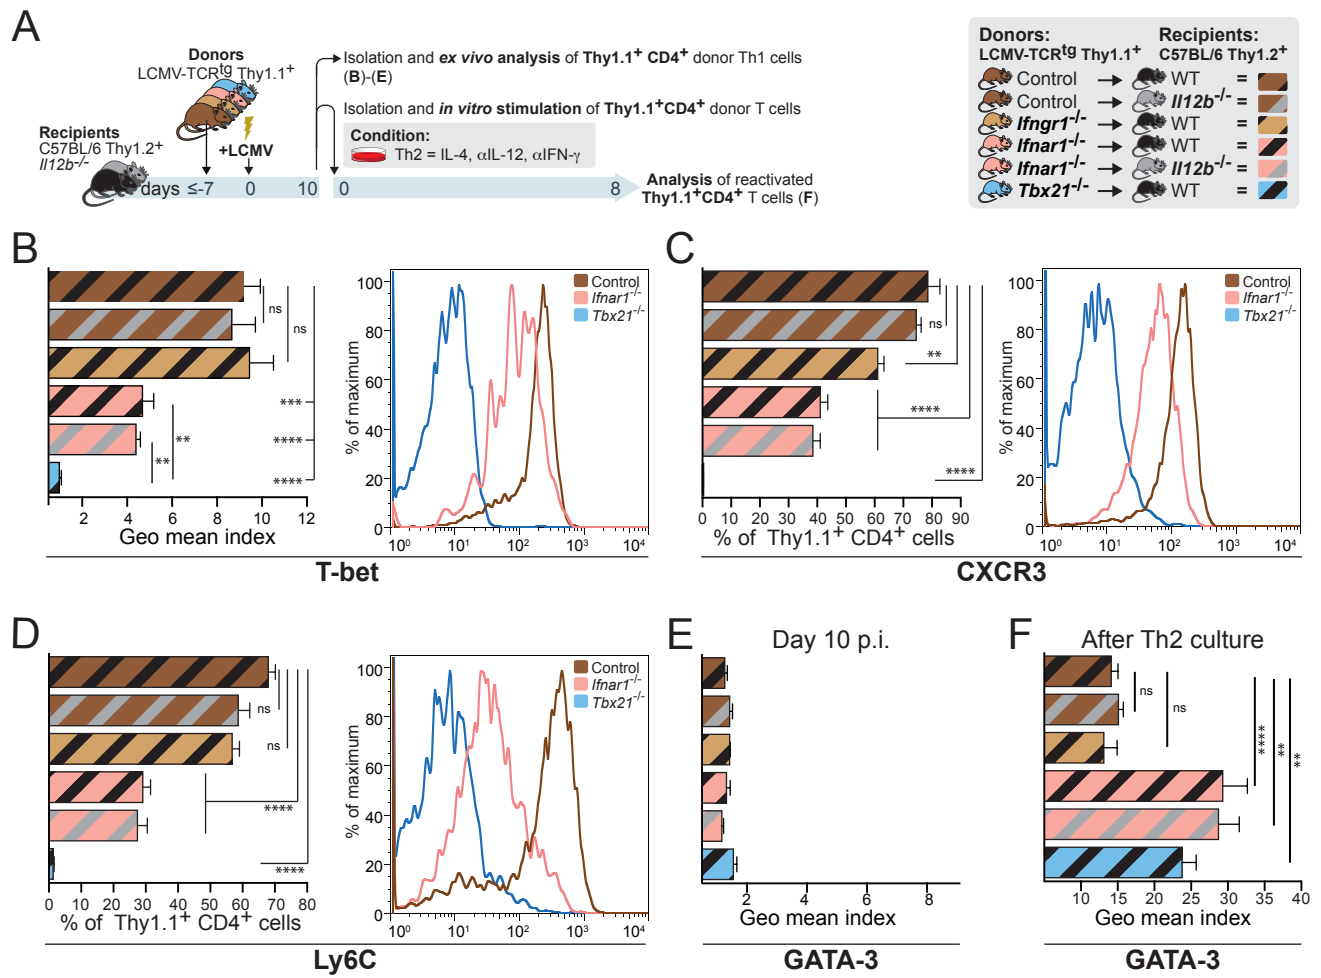 A
Donors
LCMV-TCRtg Thy1.1+
Recipients
C57BL/6 Thy1.2+
Il12b-/-
+LCMV
days ≤-7 0 10 0 8
Isolation and ex vivo analysis of Thy1.1+ CD4+ donor Th1 cells
(B)-(E)
Isolation and in vitro stimulation of Thy1.1+CD4+ donor T cells
Condition:
Th2 = IL-4, αIL-12, αIFN-γ
Analysis of reactivated
Thy1.1+CD4+ T cells (F)
Donors: Recipients:
LCMV-TCRtg Thy1.1+ C57BL/6 Thy1.2+
Control WT =
Control Il12b-/- =
Ifngr1-/- WT =
Ifnar1-/- WT =
Ifnar1-/- Il12b-/- =
Tbx21-/- WT =
B
ns
ns
***
**
****
**
****
2 4 6 8 10 12
Geo mean index
% of maximum
100
80
60
40
20
0
100 101 102 103 104
Control
Ifnar1-/-
Tbx21-/-
T-bet
C
ns
**
****
****
0 10 20 30 40 50 60 70 80 90
% of Thy1.1+ CD4+ cells
% of maximum
100
80
60
40
20
0
100 101 102 103 104
Control
Ifnar1-/-
Tbx21-/-
CXCR3
D
ns
ns
****
****
0 10 20 30 40 50 60 70 80
% of Thy1.1+ CD4+ cells
% of maximum
100
80
60
40
20
0
100 101 102 103 104
Control
Ifnar1-/-
Tbx21-/-
Ly6C
E
Day 10 p.i.
2 4 6 8
Geo mean index
GATA-3
F
After Th2 culture
ns
ns
****
**
**
10 15 20 25 30 35 40
Geo mean index
GATA-3